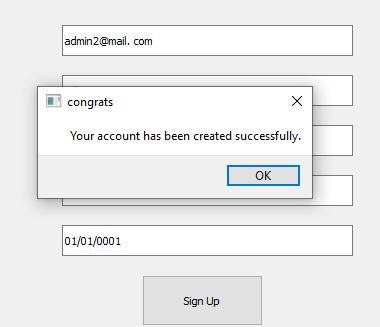 admin2@mail. com
congrats
Your account has been created successfully.
OK
01/01/0001
Sign Up